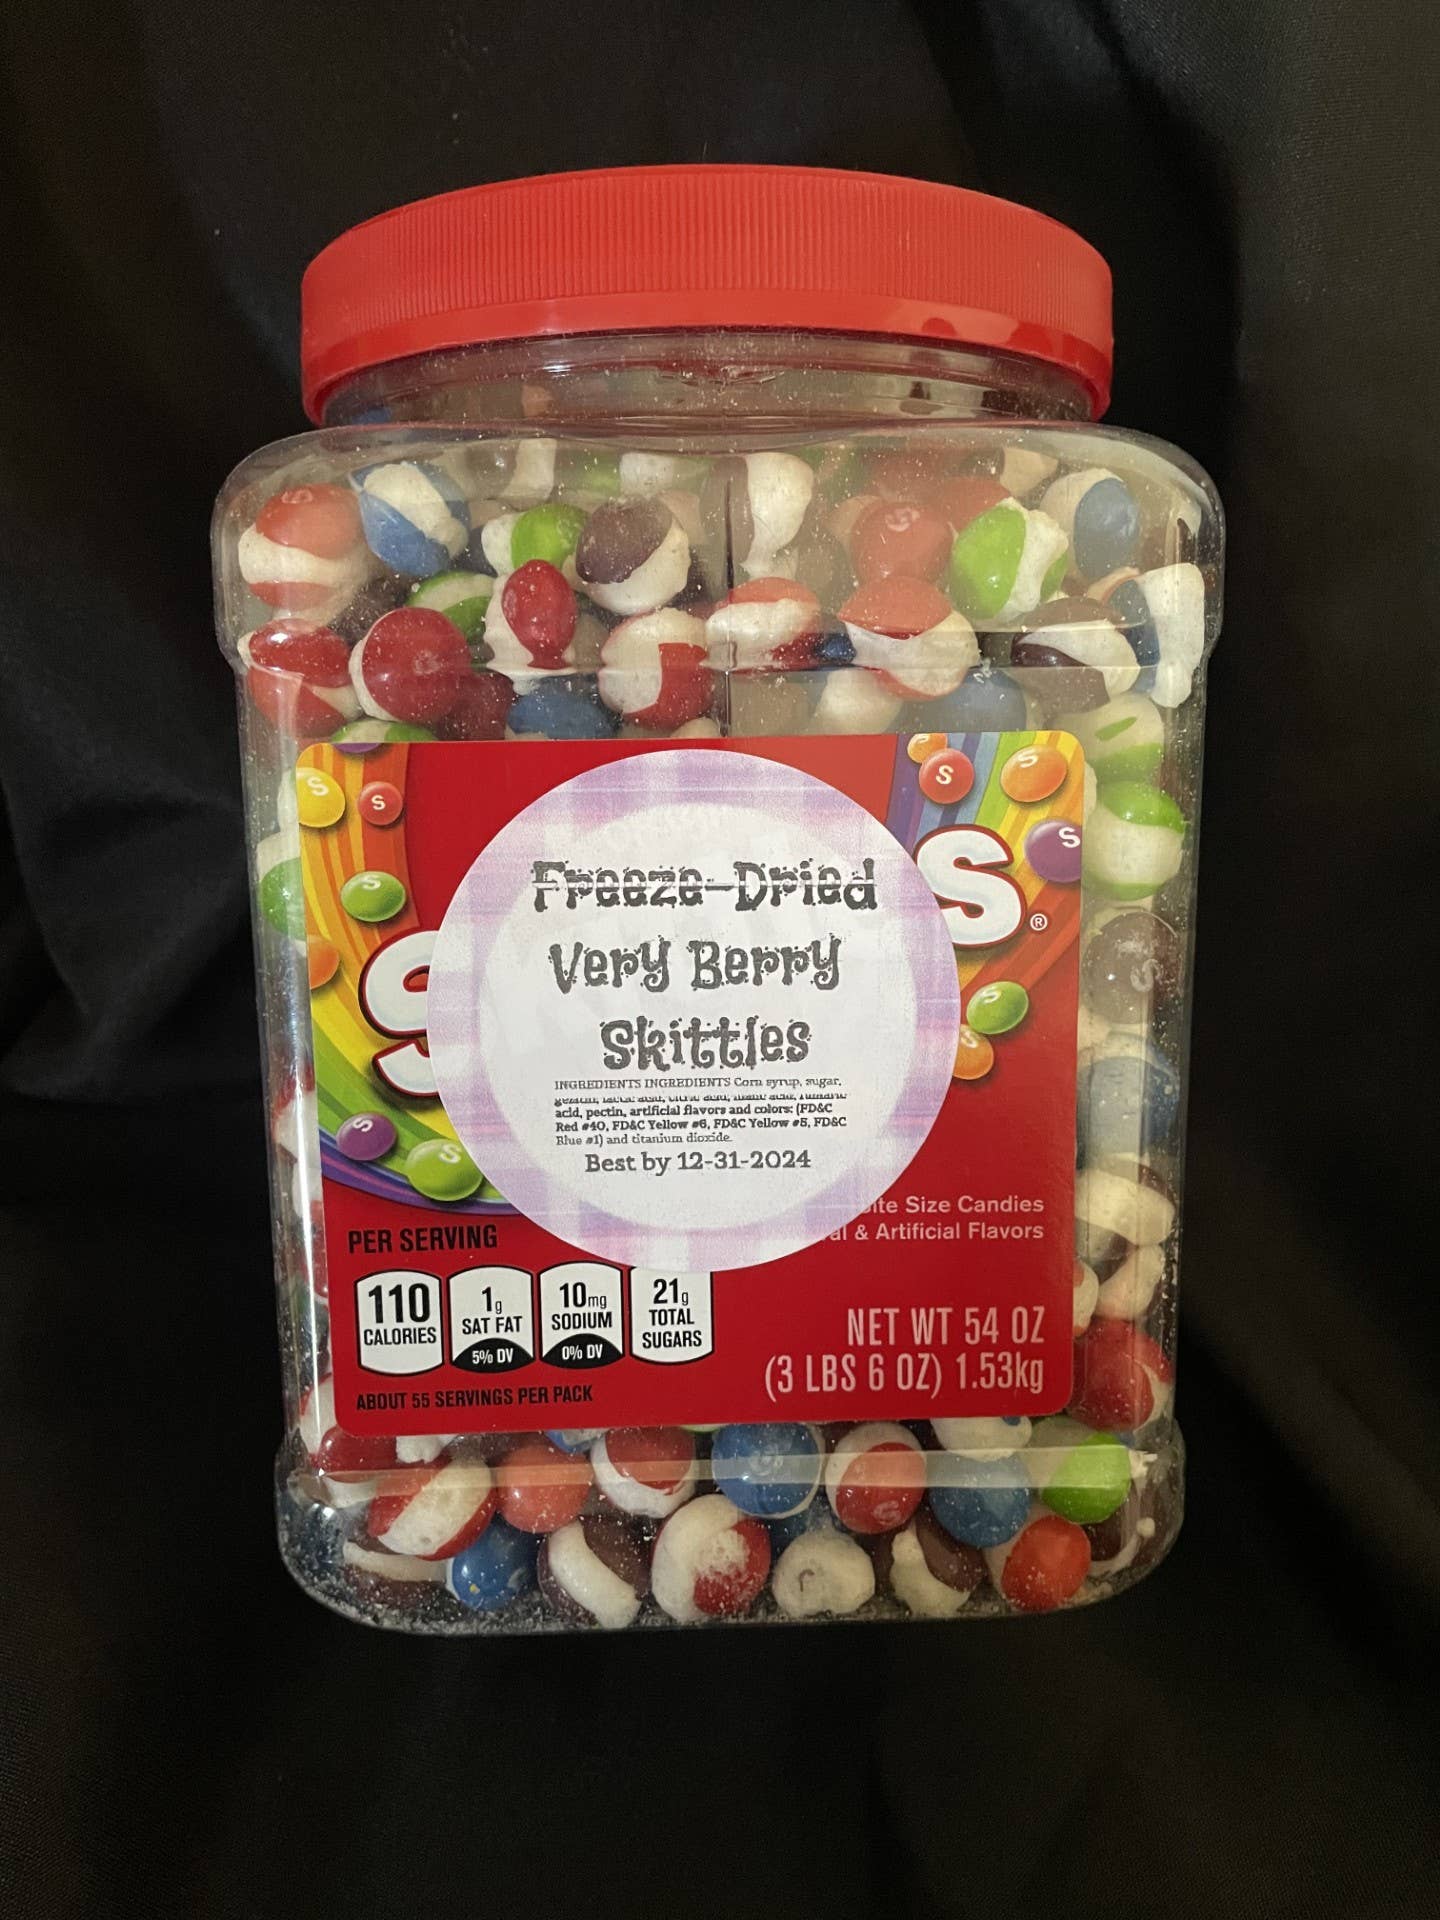 S S
®
Freeze-Dried
Very Berry
Skittles
INGREDIENTS INGREDIENTS Corn syrup, sugar,
acid, pectin, artificial flavors and colors: (FD&C
Red #40, FD&C Yellow #6, FD&C Yellow #5, FD&C
Blue #1) and titanium dioxide.
Best by 12-31-2024
Size Candies
& Artificial Flavors
PER SERVING
110 CALORIES
1g SAT FAT 5% DV
10mg SODIUM 0% DV
21g TOTAL SUGARS
ABOUT 55 SERVINGS PER PACK
NET WT 54 OZ
(3 LBS 6 OZ) 1.53kg